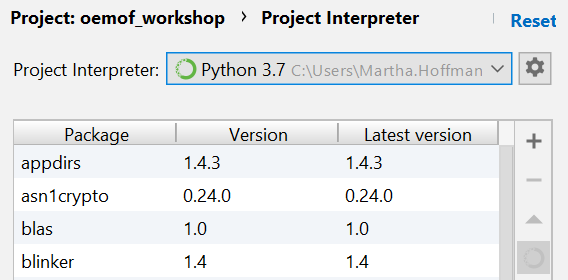 Project: oemof_workshop › Project Interpreter Reset
Project Interpreter: Python 3.7 C:\Users\Martha.Hoffman
Package Version Latest version
appdirs 1.4.3 1.4.3
asn1crypto 0.24.0 0.24.0
blas 1.0 1.0
blinker 1.4 1.4